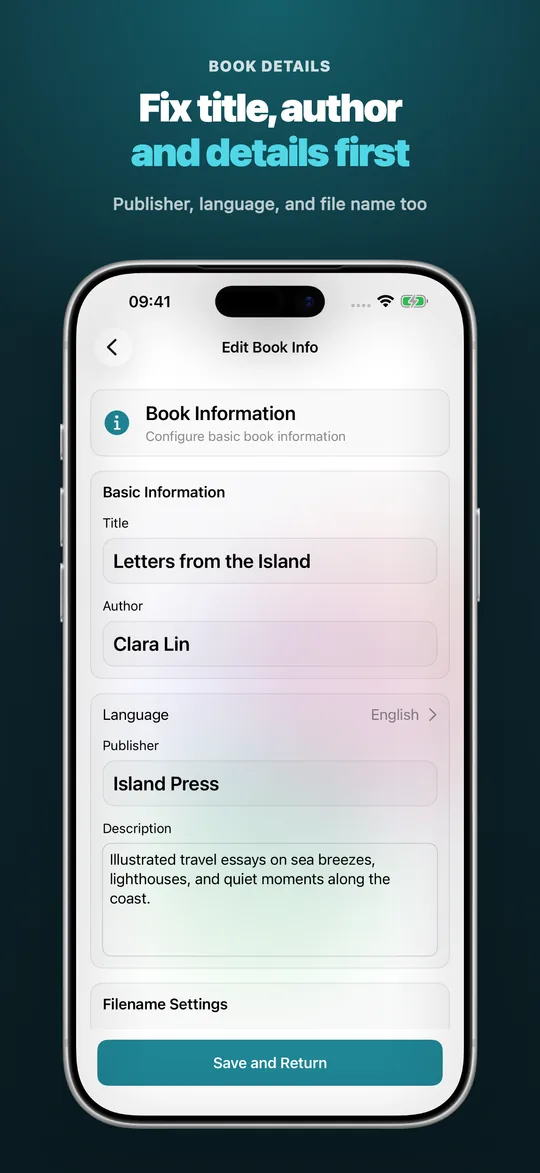 BOOK DETAILS
Fix title, author
and details first
Publisher, language, and file name too
09:41
Edit Book Info
Book Information
Configure basic book information
Basic Information
Title
Letters from the Island
Author
Clara Lin
Language English
Publisher
Island Press
Description
Illustrated travel essays on sea breezes,
lighthouses, and quiet moments along the
coast.
Filename Settings
Save and Return